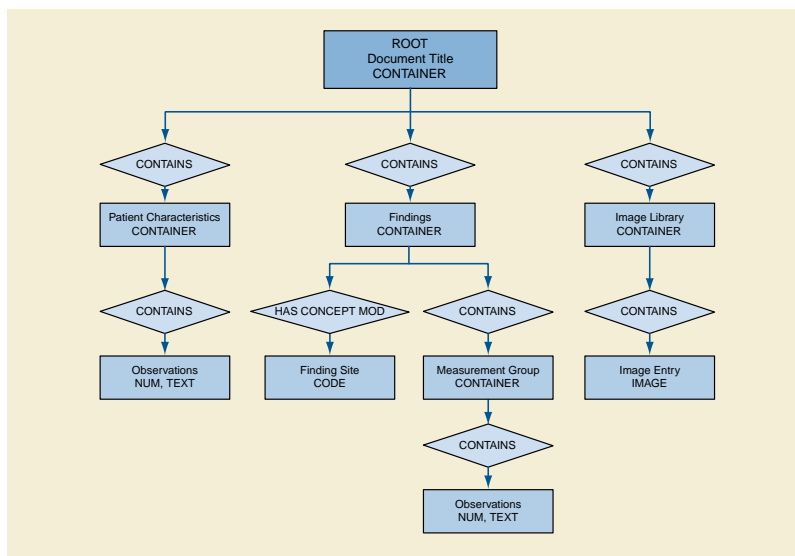 ROOT
Document Title
CONTAINER
CONTAINS
CONTAINS
CONTAINS
Patient Characteristics
CONTAINER
Findings
CONTAINER
Image Library
CONTAINER
CONTAINS
HAS CONCEPT MOD
CONTAINS
CONTAINS
Observations
NUM, TEXT
Finding Site
CODE
Measurement Group
CONTAINER
Image Entry
IMAGE
CONTAINS
Observations
NUM, TEXT